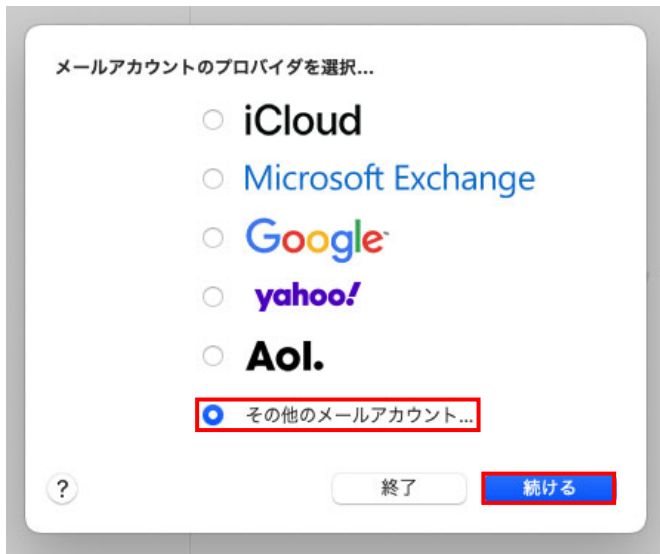 メールアカウントのプロバイダを選択...
iCloud
Microsoft Exchange
Google™
yahoo!
Aol.
その他のメールアカウント...
?
終了
続ける